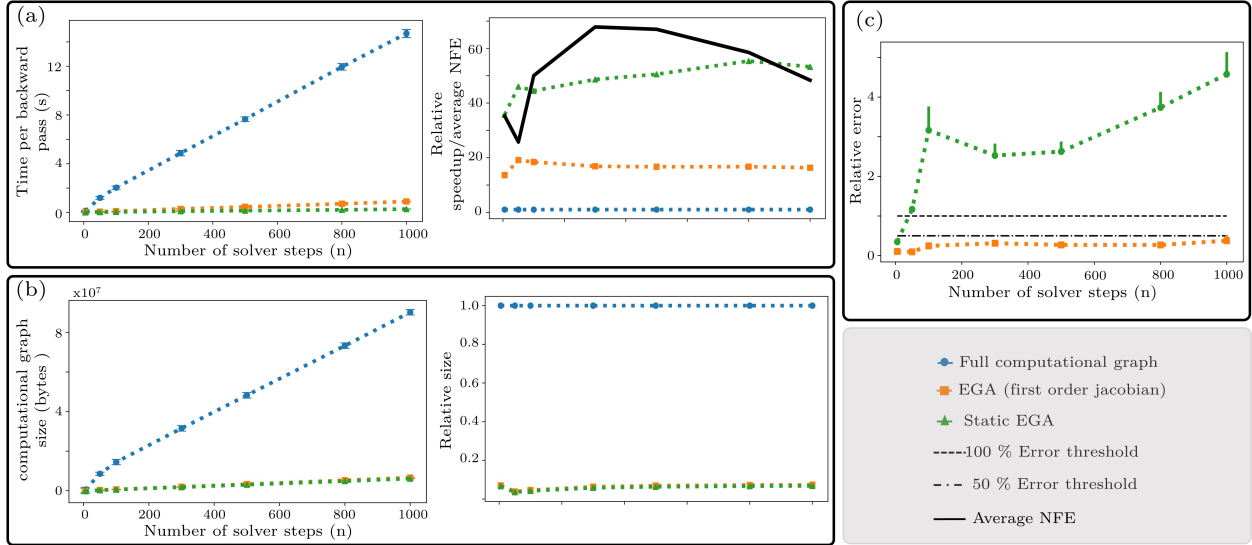 (a)
Time per backward
pass (s)
12
8
4
0
0
200
400
600
800
1000
Number of solver steps (n)
Relative
speedup/average NFE
60
40
20
0
(b)
x10⁷
computational graph
size (bytes )
8
4
0
0
200
400
600
800
1000
Number of solver steps (n)
Relative size
1.0
0.8
0.6
0.4
0.2
(c)
Relative error
4
2
0
0
200
400
600
800
1000
Number of solver steps (n)
Full computational graph
EGA (first order jacobian)
Static EGA
100 % Error threshold
50 % Error threshold
Average NFE